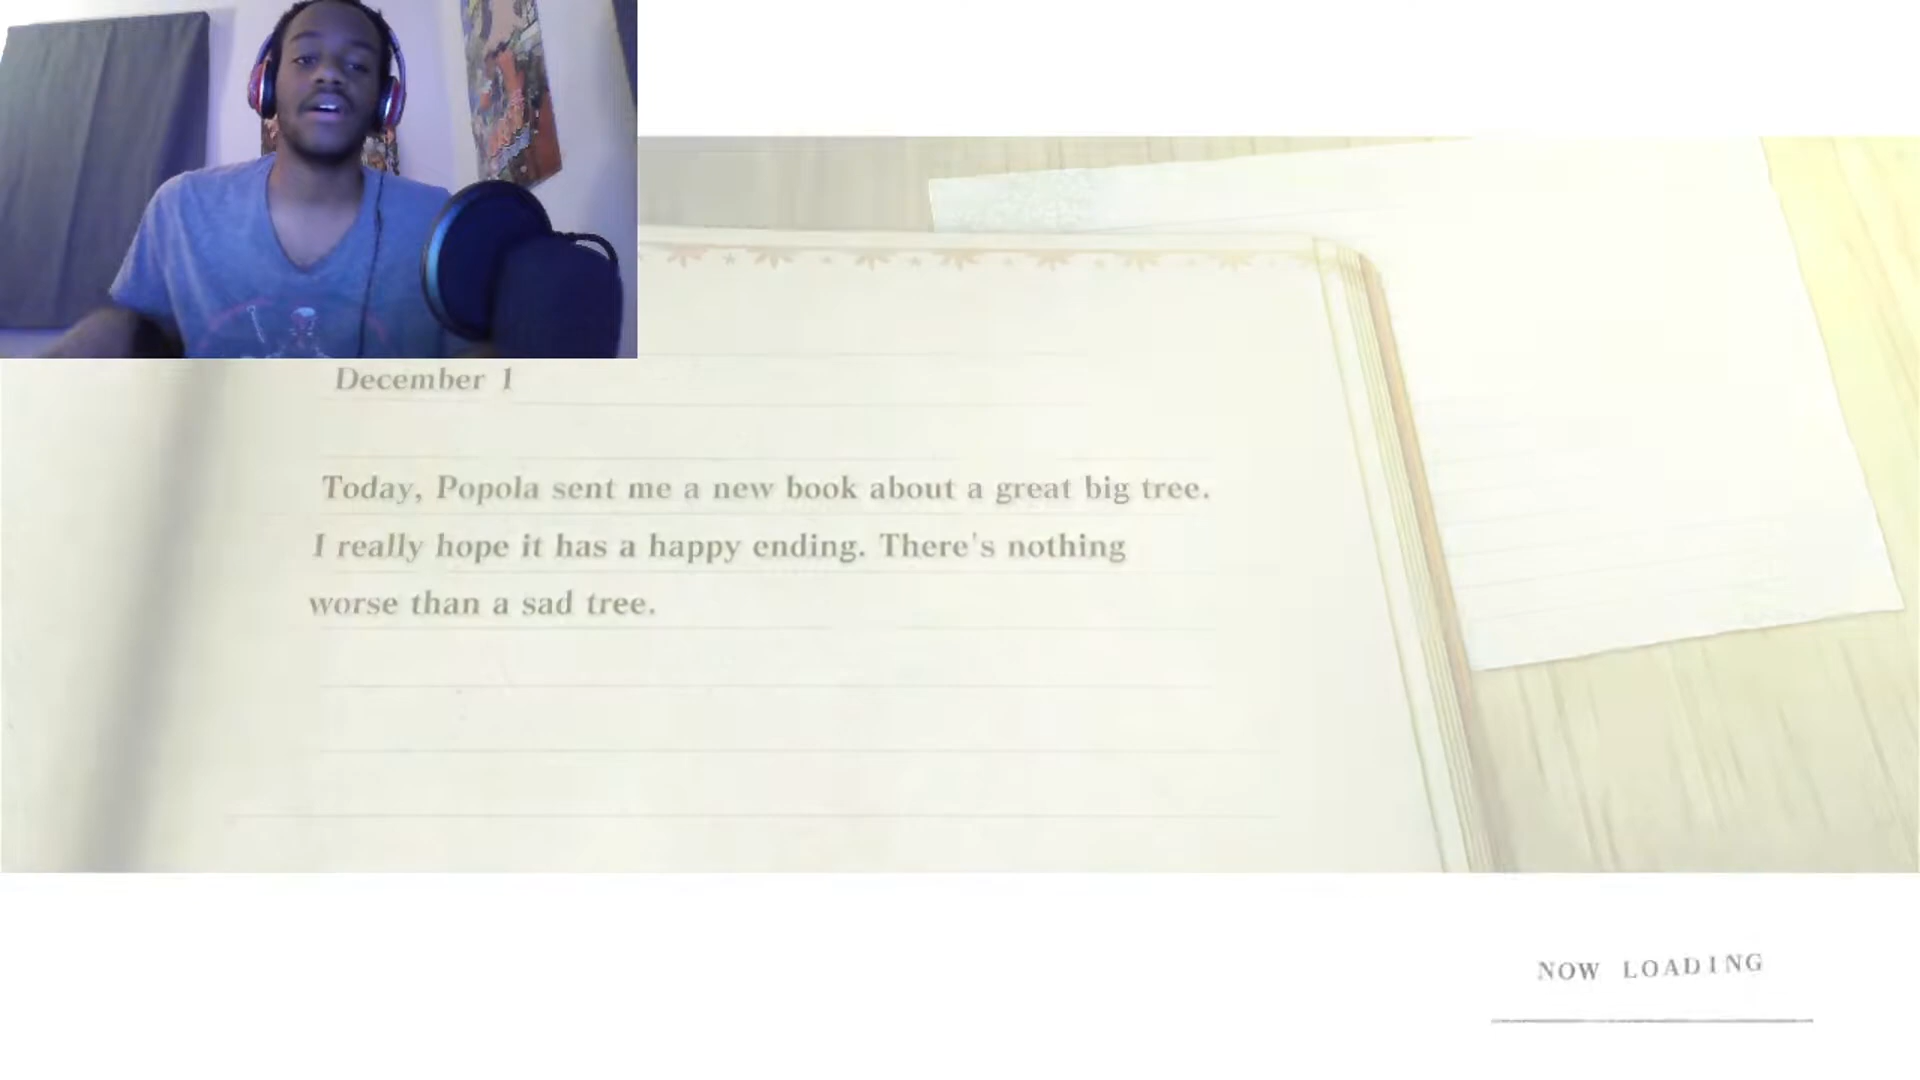 December 1
Today, Popola sent me a new book about a great big tree.
I really hope it has a happy ending. There's nothing
worse than a sad tree.
NOW LOADING